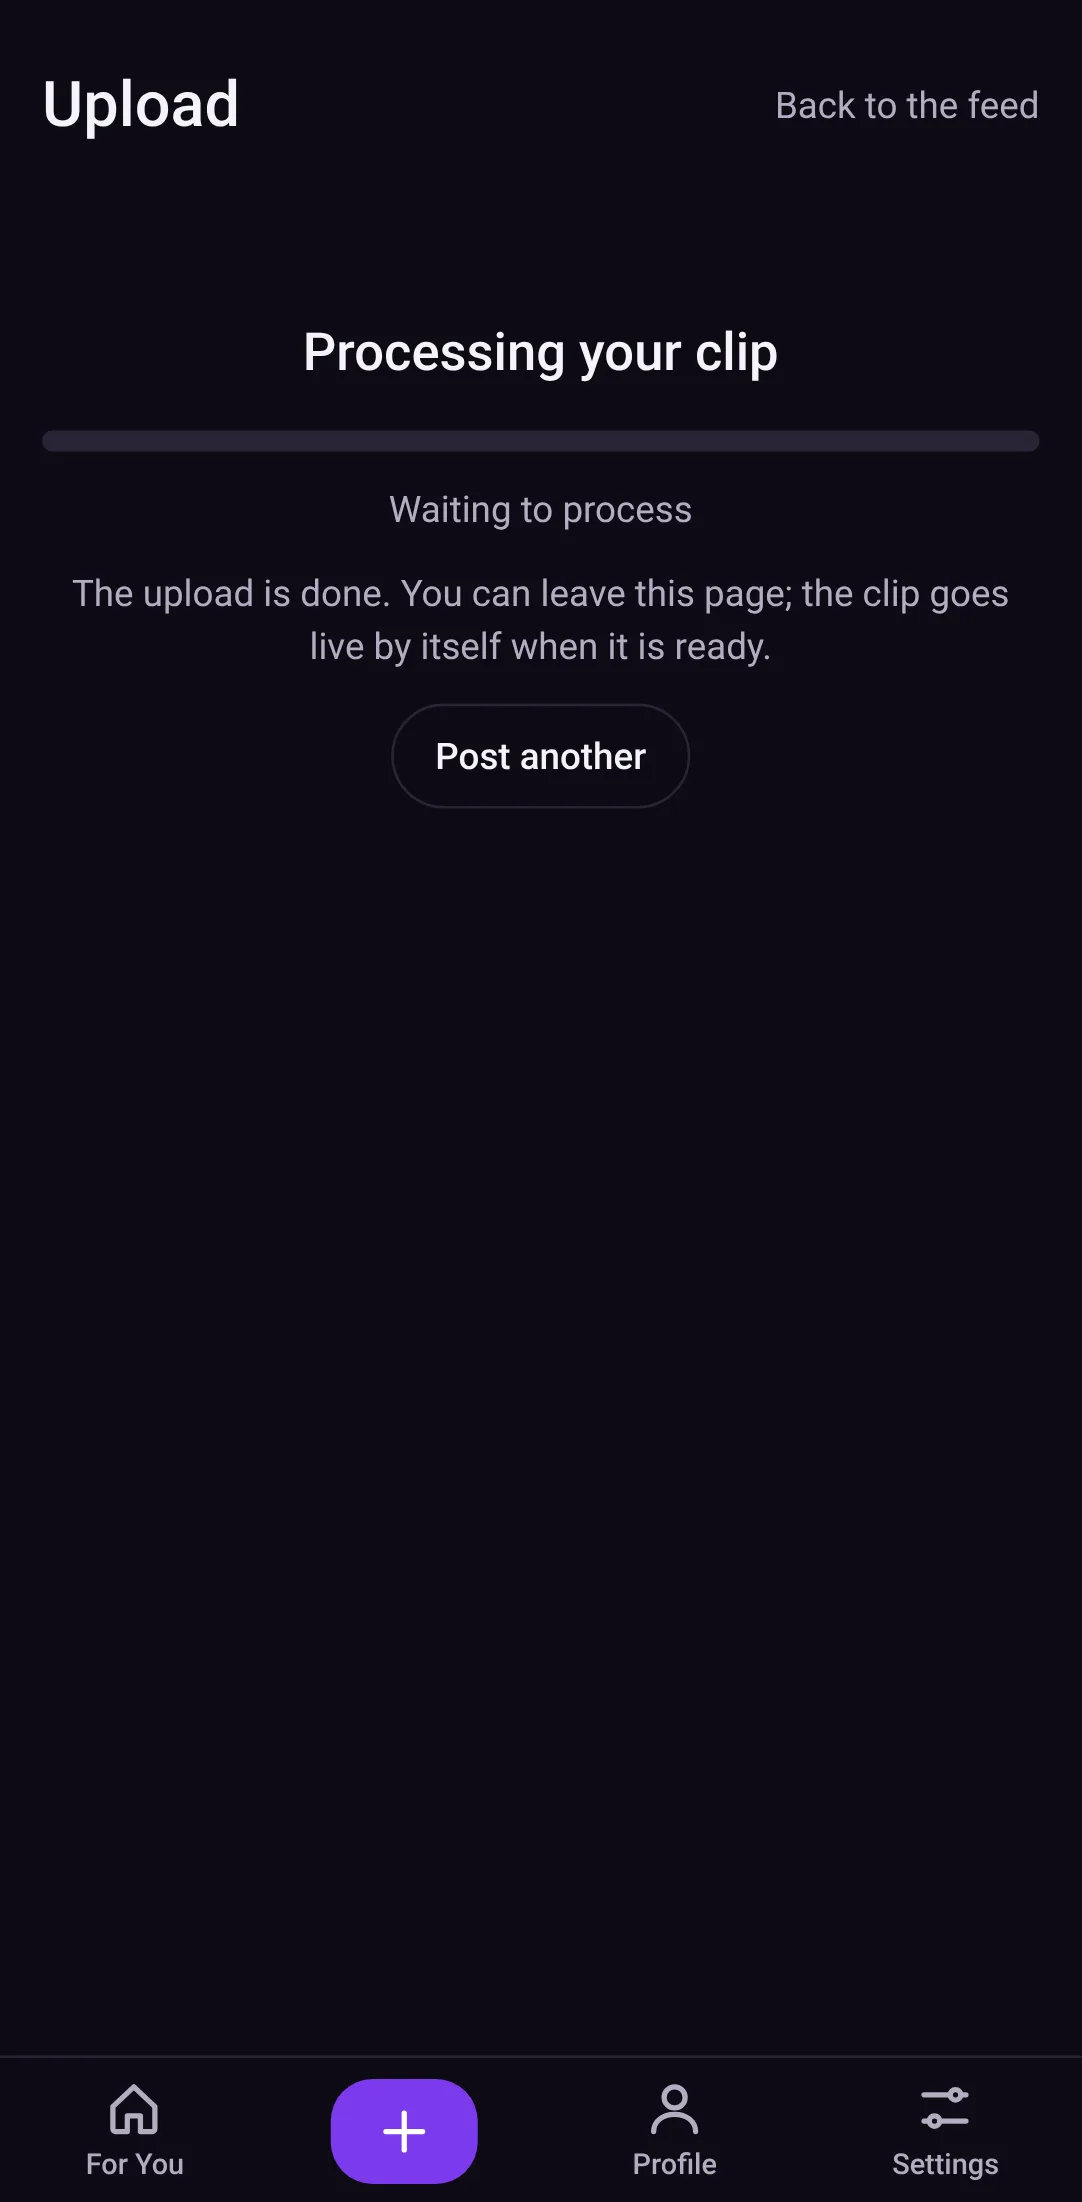 Upload
Back to the feed
Processing your clip
Waiting to process
The upload is done. You can leave this page; the clip goes
live by itself when it is ready.
Post another
For You
Profile
Settings